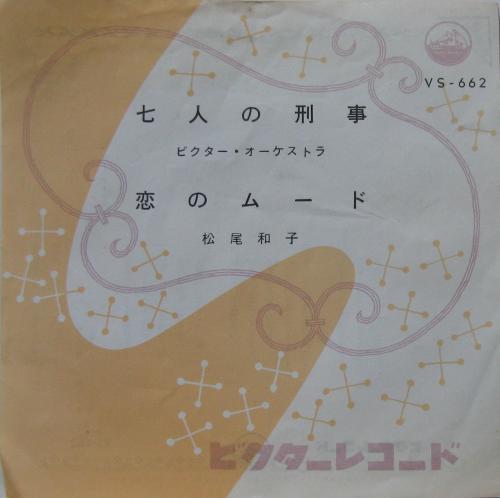 VS-662
七人の刑事
ビクター・オーケストラ
恋のムード
松尾和子
ビクターレコード